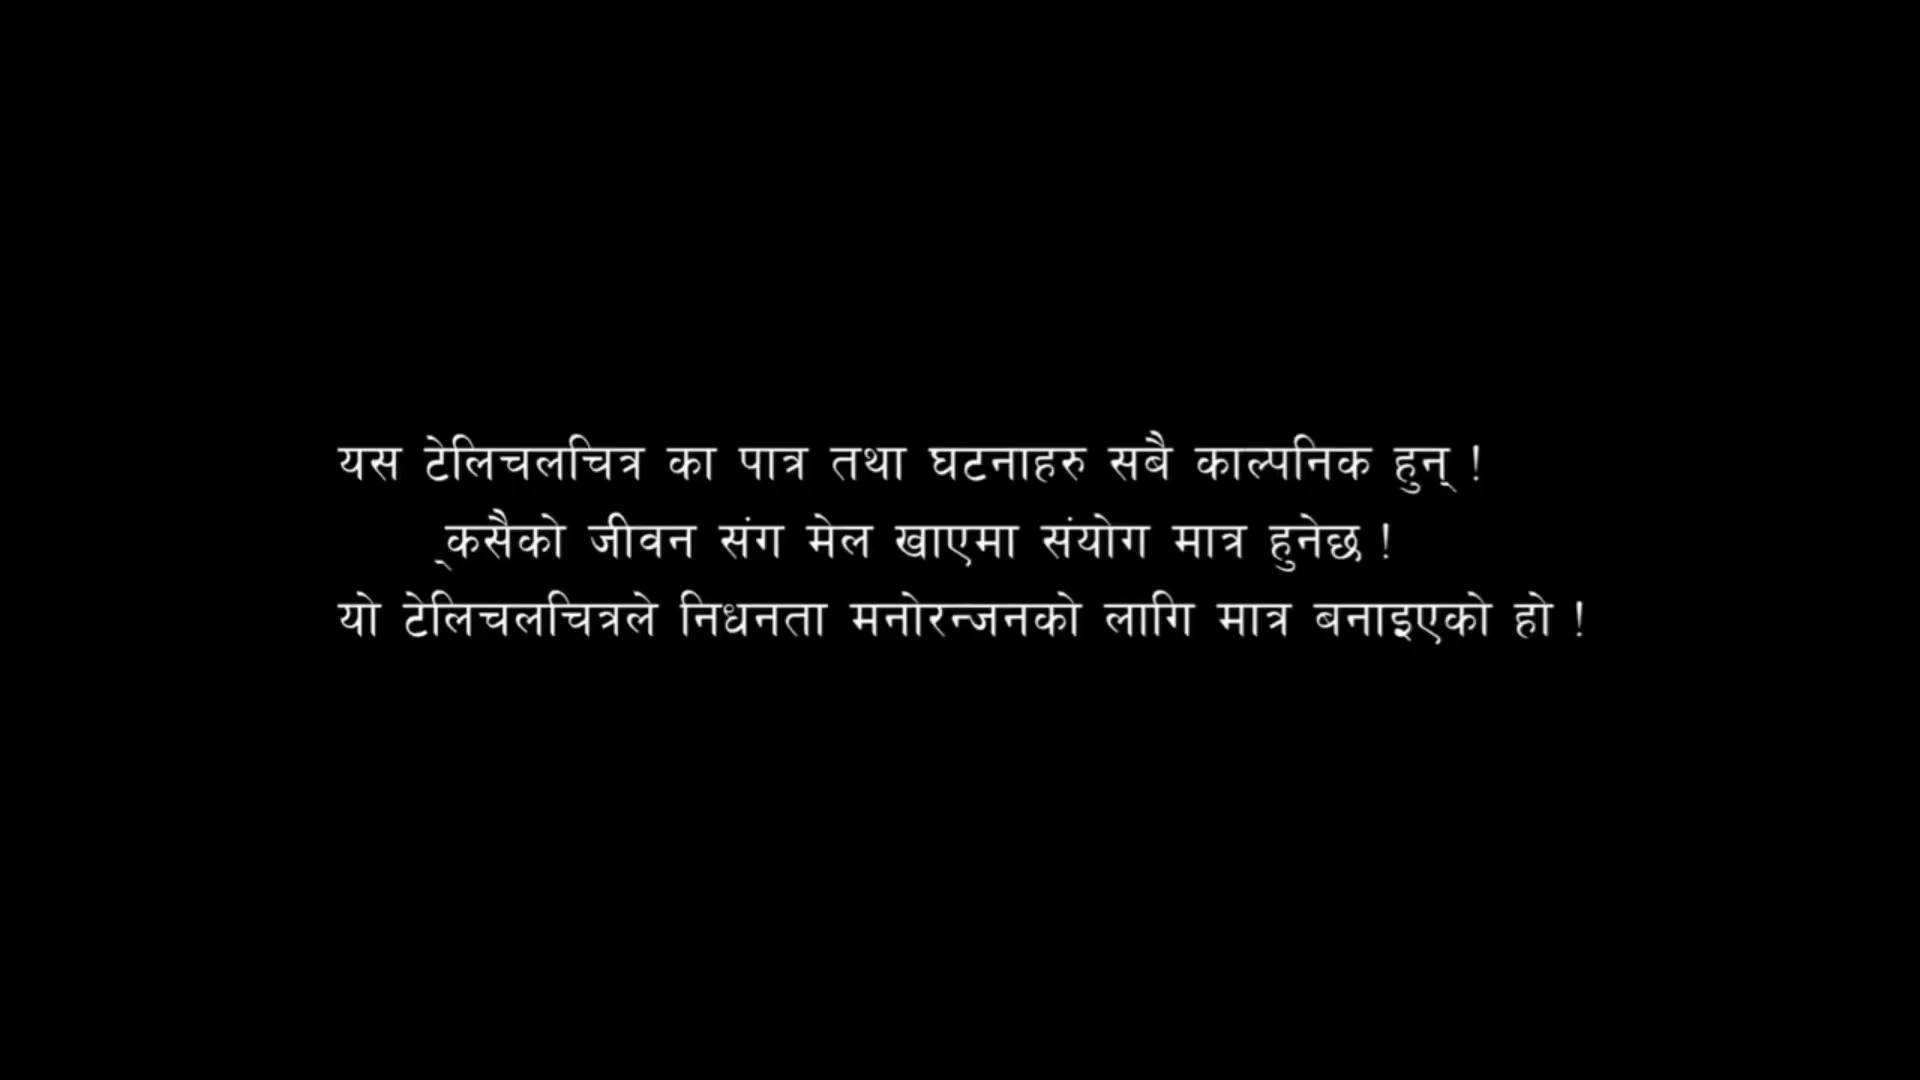 यस टेलिचलचित्र का पात्र तथा घटनाहरु सबै काल्पनिक हुन् !
्कसैको जीवन संग मेल खाएमा संयोग मात्र हुनेछ !
यो टेलिचलचित्रले निधनता मनोरन्जनको लागि मात्र बनाइएको हो !